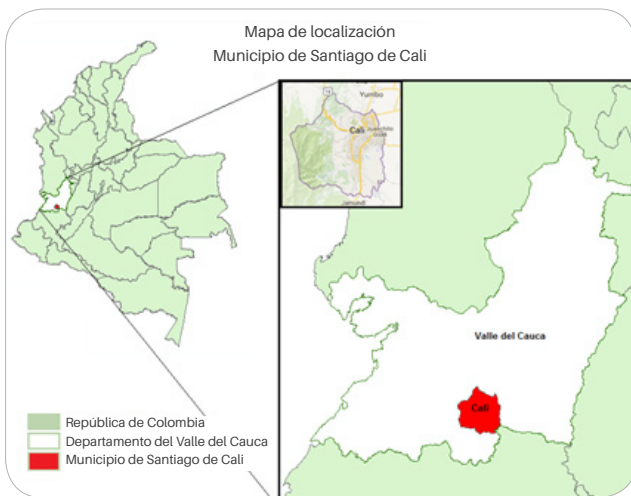 Mapa de localización
Municipio de Santiago de Cali
Yumbo
Cali
Valle del Cauca
Cali
República de Colombia
Departamento del Valle del Cauca
Municipio de Santiago de Cali